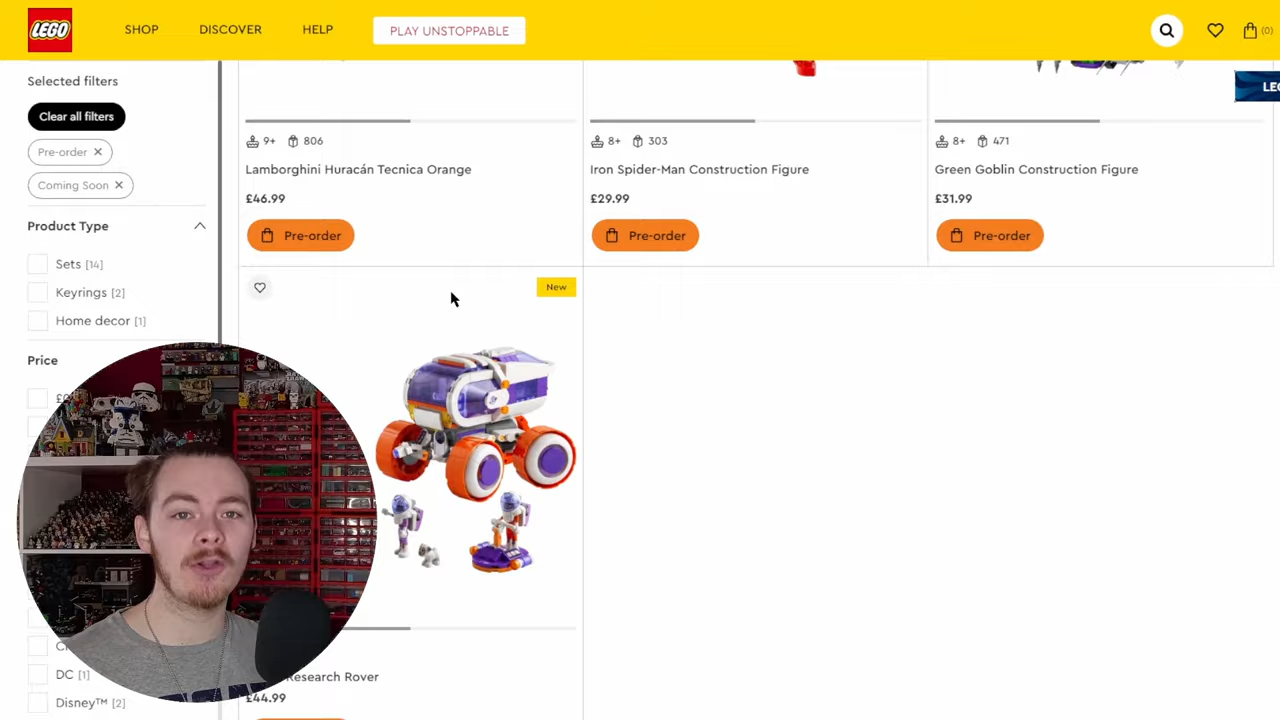 LEGO
SHOP
DISCOVER
HELP
PLAY UNSTOPPABLE
(0)
Selected filters
Clear all filters
Pre-order
Coming Soon
Product Type
Sets [14]
Keyrings [2]
Home decor [1]
Price
DC [1]
Disney™ [2]
9+ 806
Lamborghini Huracán Tecnica Orange
£46.99
Pre-order
8+ 303
Iron Spider-Man Construction Figure
£29.99
Pre-order
8+ 471
Green Goblin Construction Figure
£31.99
Pre-order
New
Research Rover
£44.99